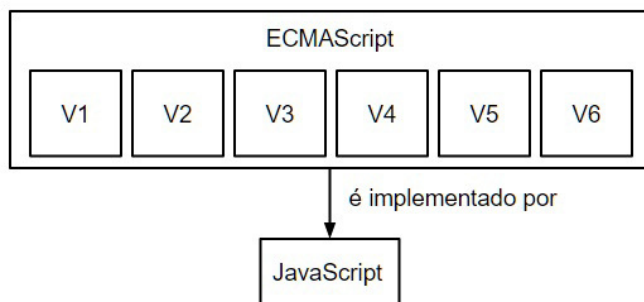 ECMAScript
V1 V2 V3 V4 V5 V6
é implementado por
JavaScript